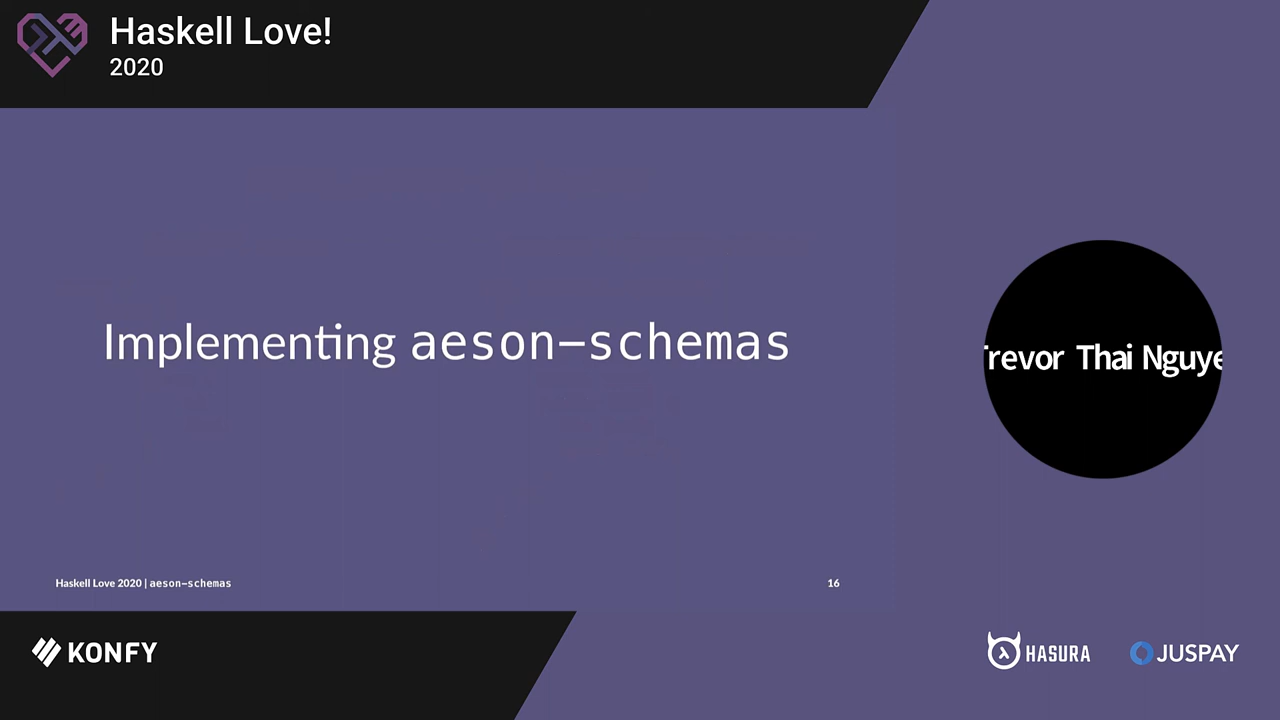 Haskell Love!
2020
Implementing aeson-schemas
Trevor Thai Nguye
Haskell Love 2020 | aeson-schemas
16
KONFY
HASURA
JUSPAY